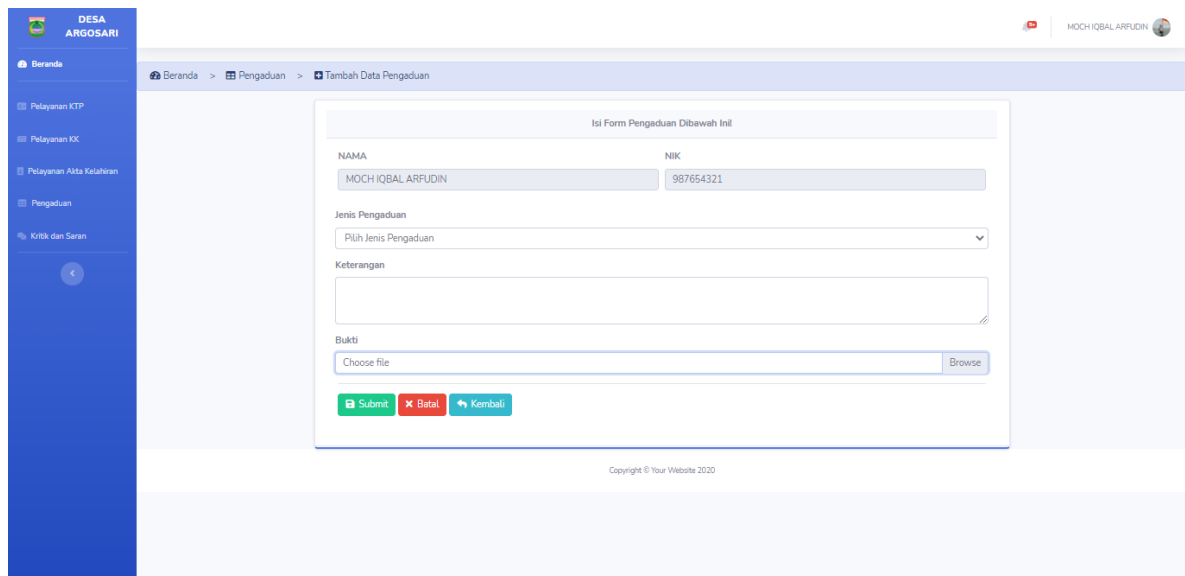 DESA
ARGOSARI
MOCH IQBAL ARFUDIN
Beranda
Beranda > Pengaduan > Tambah Data Pengaduan
Pelayanan KTP
Pelayanan KK
Pelayanan Akta Kelahiran
Pengaduan
Kritik dan Saran
Isi Form Pengaduan Dibawah Ini!
NAMA NIK
MOCH IQBAL ARFUDIN 987654321
Jenis Pengaduan
Pilih Jenis Pengaduan
Keterangan
Bukti
Choose file Browse
Submit Batal Kembali
Copyright © Your Website 2020